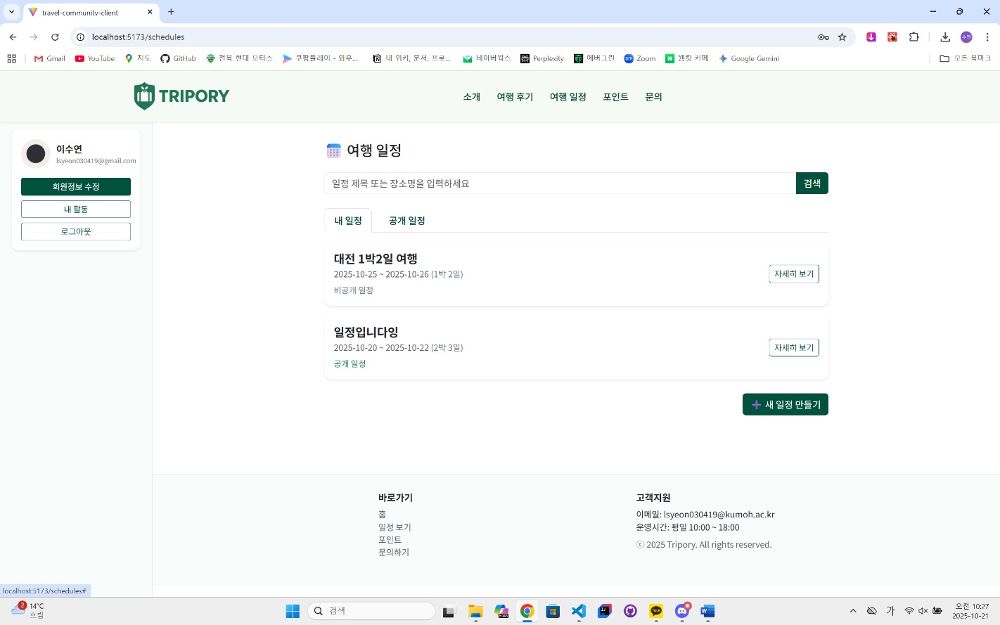 travel-community-client
localhost:5173/schedules
수연
Gmail
YouTube
지도
GitHub
전북 현대 모터스
쿠팡플레이 - 와우...
내 위키, 문서, 프로...
네이버웍스
Perplexity
에버그린
Zoom
웹킷 카페
Google Gemini
모든 북마크
TRIPORY
소개
여행 후기
여행 일정
포인트
문의
이수연
lsyeon030419@gmail.com
회원정보 수정
내 활동
로그아웃
여행 일정
일정 제목 또는 장소명을 입력하세요
검색
내 일정
공개 일정
대전 1박2일 여행
2025-10-25 ~ 2025-10-26 (1박 2일)
비공개 일정
자세히 보기
일정입니다잉
2025-10-20 ~ 2025-10-22 (2박 3일)
공개 일정
자세히 보기
새 일정 만들기
바로가기
홈
일정 보기
포인트
문의하기
고객지원
이메일: lsyeon030419@kumoh.ac.kr
운영시간: 평일 10:00 ~ 18:00
ⓒ 2025 Tripory. All rights reserved.
localhost:5173/schedules#
2
14°C
흐림
검색
M365
가
오전 10:27
2025-10-21